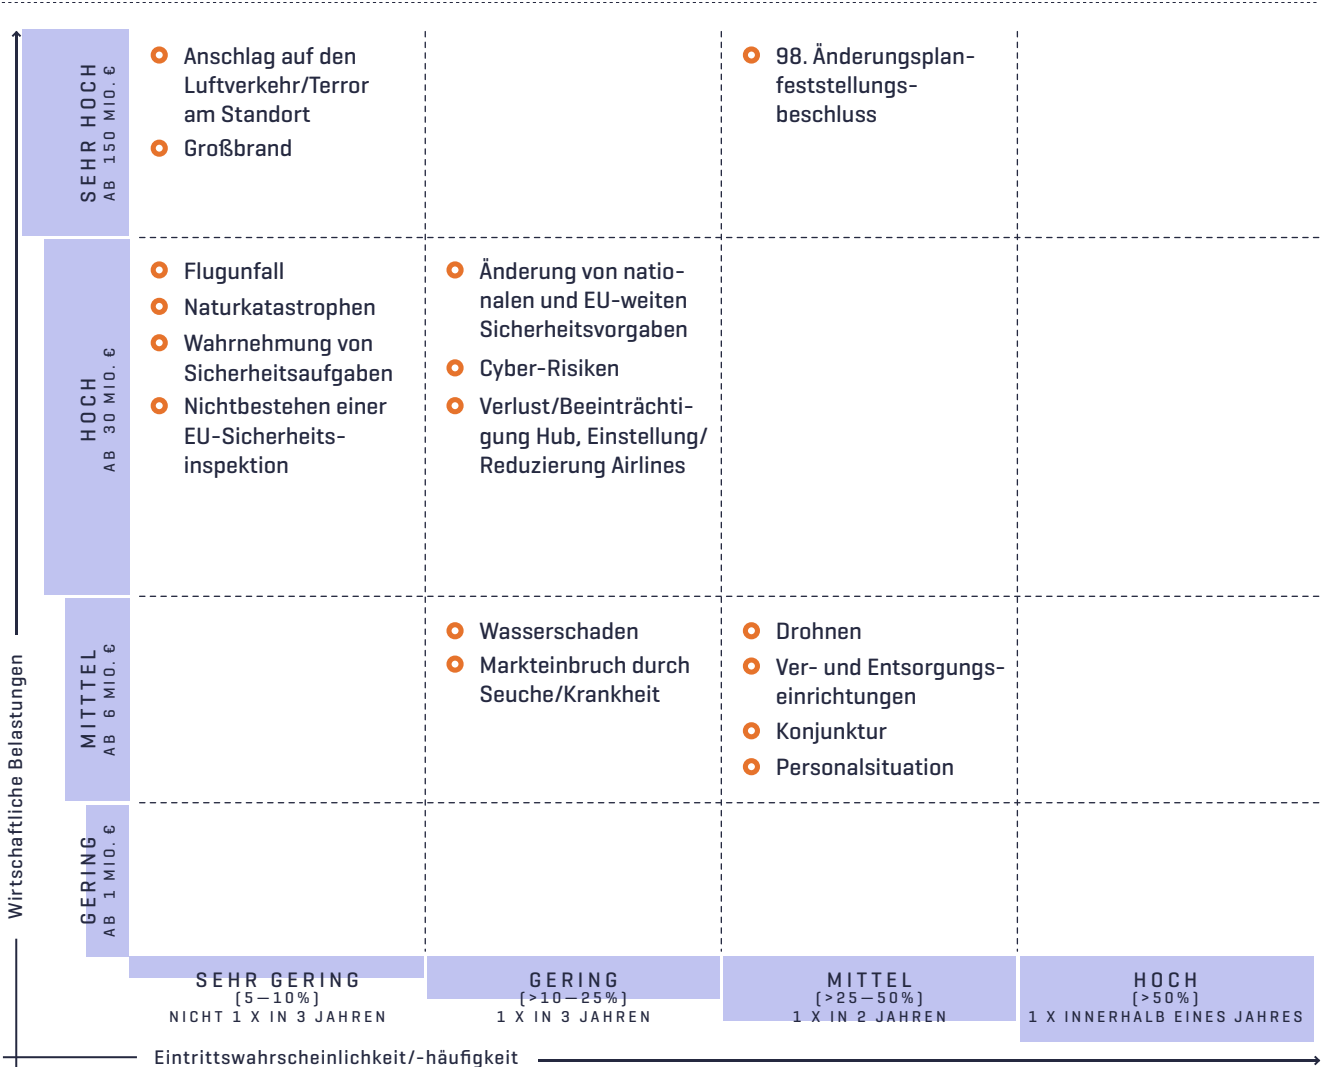 Wirtschaftliche Belastungen
SEHR HOCH
AB 150 MIO. €
Anschlag auf den
Luftverkehr/Terror
am Standort
Großbrand
98. Änderungsplan-
feststellungs-
beschluss
HOCH
AB 30 MIO. €
Flugunfall
Naturkatastrophen
Wahrnehmung von
Sicherheitsaufgaben
Nichtbestehen einer
EU-Sicherheits-
inspektion
Änderung von natio-
nalen und EU-weiten
Sicherheitsvorgaben
Cyber-Risiken
Verlust/Beeinträchti-
gung Hub, Einstellung/
Reduzierung Airlines
MITTTEL
AB 6 MIO. €
Wasserschaden
Markteinbruch durch
Seuche/Krankheit
Drohnen
Ver- und Entsorgungs-
einrichtungen
Konjunktur
Personalsituation
GERING
AB 1 MIO. €
SEHR GERING
(5–10%)
NICHT 1 X IN 3 JAHREN
GERING
(>10–25%)
1 X IN 3 JAHREN
MITTEL
(>25–50%)
1 X IN 2 JAHREN
HOCH
(>50%)
1 X INNERHALB EINES JAHRES
Eintrittswahrscheinlichkeit/-häufigkeit